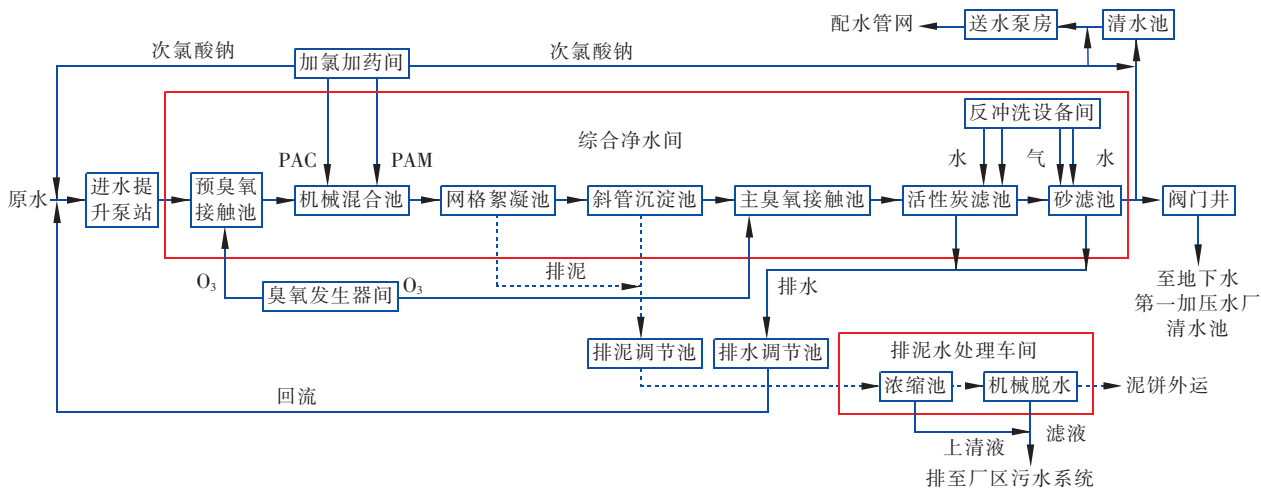 配水管网
送水泵房
清水池
次氯酸钠
加氯加药间
次氯酸钠
反冲洗设备间
综合净水间
PAC
PAM
水
气
水
原水
进水提
升泵站
预臭氧
接触池
机械混合池
网格絮凝池
斜管沉淀池
主臭氧接触池
活性炭滤池
砂滤池
阀门井
O₃
臭氧发生器间
O₃
排泥
排水
至地下水
第一加压水厂
清水池
排泥调节池
排水调节池
排泥水处理车间
浓缩池
机械脱水
泥饼外运
回流
上清液
滤液
排至厂区污水系统